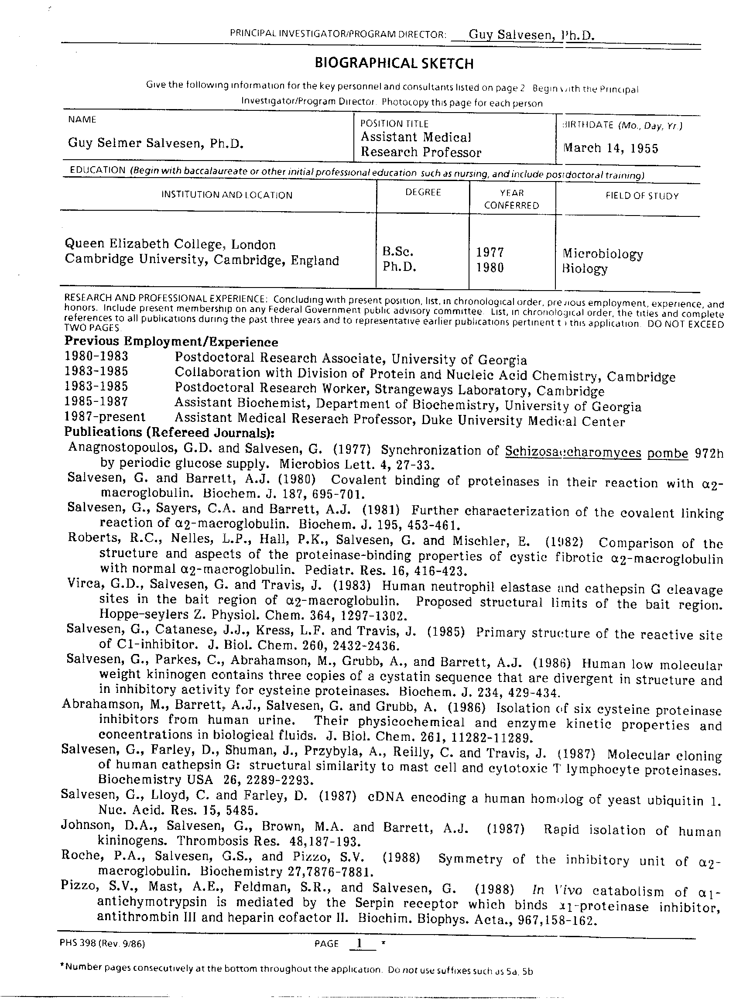 PRINCIPAL INVESTIGATOR/PROGRAM DIRECTOR: Guy Salvesen, Ph.D.
BIOGRAPHICAL SKETCH
Give the following information for the key personnel and consultants listed on page 2. Begin with the Principal
Investigator/Program Director. Photocopy this page for each person
NAME
Guy Selmer Salvesen, Ph.D.
POSITION TITLE
Assistant Medical
Research Professor
BIRTHDATE (Mo., Day, Yr.)
March 14, 1955
EDUCATION (Begin with baccalaureate or other initial professional education such as nursing, and include postdoctoral training)
INSTITUTION AND LOCATION DEGREE YEAR CONFERRED FIELD OF STUDY
Queen Elizabeth College, London B.Sc. 1977 Microbiology
Cambridge University, Cambridge, England Ph.D. 1980 Biology
RESEARCH AND PROFESSIONAL EXPERIENCE: Concluding with present position, list, in chronological order, previous employment, experience, and
honors. Include present membership on any Federal Government public advisory committee. List, in chronological order, the titles and complete
references to all publications during the past three years and to representative earlier publications pertinent to this application. DO NOT EXCEED
TWO PAGES.
Previous Employment/Experience
1980-1983 Postdoctoral Research Associate, University of Georgia
1983-1985 Collaboration with Division of Protein and Nucleic Acid Chemistry, Cambridge
1983-1985 Postdoctoral Research Worker, Strangeways Laboratory, Cambridge
1985-1987 Assistant Biochemist, Department of Biochemistry, University of Georgia
1987-present Assistant Medical Reserach Professor, Duke University Medical Center
Publications (Refereed Journals):
Anagnostopoulos, G.D. and Salvesen, G. (1977) Synchronization of Schizosaccharomyces pombe 972h
by periodic glucose supply. Microbios Lett. 4, 27-33.
Salvesen, G. and Barrett, A.J. (1980) Covalent binding of proteinases in their reaction with α2-
macroglobulin. Biochem. J. 187, 695-701.
Salvesen, G., Sayers, C.A. and Barrett, A.J. (1981) Further characterization of the covalent linking
reaction of α2-macroglobulin. Biochem. J. 195, 453-461.
Roberts, R.C., Nelles, L.P., Hall, P.K., Salvesen, G. and Mischler, E. (1982) Comparison of the
structure and aspects of the proteinase-binding properties of cystic fibrotic α2-macroglobulin
with normal α2-macroglobulin. Pediatr. Res. 16, 416-423.
Virca, G.D., Salvesen, G. and Travis, J. (1983) Human neutrophil elastase and cathepsin G cleavage
sites in the bait region of α2-macroglobulin. Proposed structural limits of the bait region.
Hoppe-seylers Z. Physiol. Chem. 364, 1297-1302.
Salvesen, G., Catanese, J.J., Kress, L.F. and Travis, J. (1985) Primary structure of the reactive site
of C1-inhibitor. J. Biol. Chem. 260, 2432-2436.
Salvesen, G., Parkes, C., Abrahamson, M., Grubb, A., and Barrett, A.J. (1986) Human low molecular
weight kininogen contains three copies of a cystatin sequence that are divergent in structure and
in inhibitory activity for cysteine proteinases. Biochem. J. 234, 429-434.
Abrahamson, M., Barrett, A.J., Salvesen, G. and Grubb, A. (1986) Isolation of six cysteine proteinase
inhibitors from human urine. Their physicochemical and enzyme kinetic properties and
concentrations in biological fluids. J. Biol. Chem. 261, 11282-11289.
Salvesen, G., Farley, D., Shuman, J., Przybyla, A., Reilly, C. and Travis, J. (1987) Molecular cloning
of human cathepsin G: structural similarity to mast cell and cytotoxic T lymphocyte proteinases.
Biochemistry USA 26, 2289-2293.
Salvesen, G., Lloyd, C. and Farley, D. (1987) cDNA encoding a human homolog of yeast ubiquitin 1.
Nuc. Acid. Res. 15, 5485.
Johnson, D.A., Salvesen, G., Brown, M.A. and Barrett, A.J. (1987) Rapid isolation of human
kininogens. Thrombosis Res. 48,187-193.
Roche, P.A., Salvesen, G.S., and Pizzo, S.V. (1988) Symmetry of the inhibitory unit of α2-
macroglobulin. Biochemistry 27,7876-7881.
Pizzo, S.V., Mast, A.E., Feldman, S.R., and Salvesen, G. (1988) In Vivo catabolism of α1-
antichymotrypsin is mediated by the Serpin receptor which binds α1-proteinase inhibitor,
antithrombin III and heparin cofactor II. Biochim. Biophys. Acta., 967,158-162.
PHS 398 (Rev. 9/86) PAGE 1 *
*Number pages consecutively at the bottom throughout the application. Do not use suffixes such as 5a, 5b